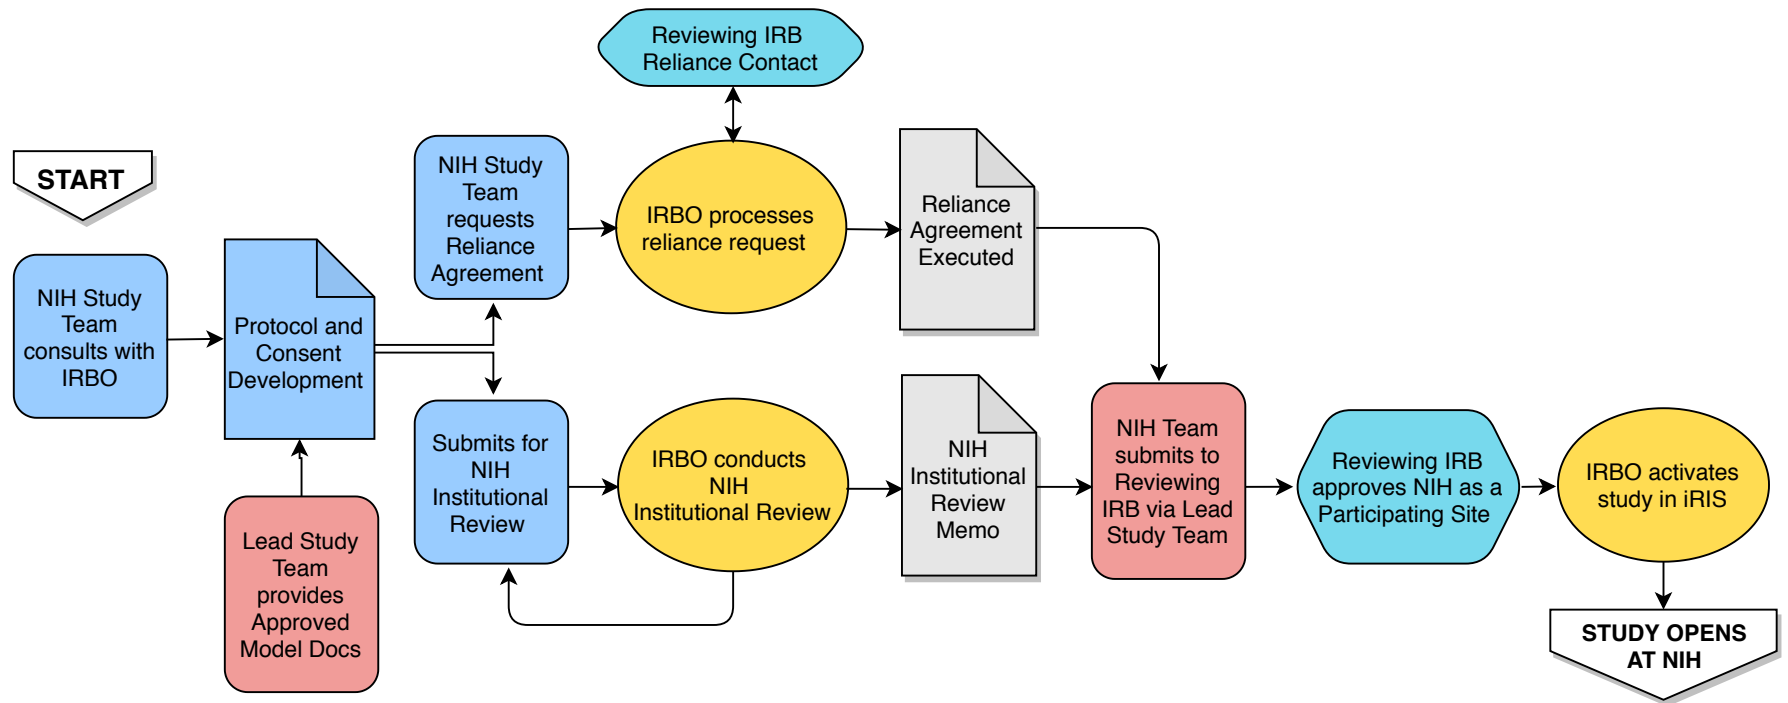 START
NIH Study
Team
consults with
IRBO
Protocol and
Consent
Development
Lead Study
Team
provides
Approved
Model Docs
NIH Study
Team
requests
Reliance
Agreement
IRBO processes
reliance request
Reviewing IRB
Reliance Contact
Reliance
Agreement
Executed
Submits for
NIH
Institutional
Review
IRBO conducts
NIH
Institutional Review
NIH
Institutional
Review
Memo
NIH Team
submits to
Reviewing
IRB via Lead
Study Team
Reviewing IRB
approves NIH as a
Participating Site
IRBO activates
study in iRIS
STUDY OPENS
AT NIH